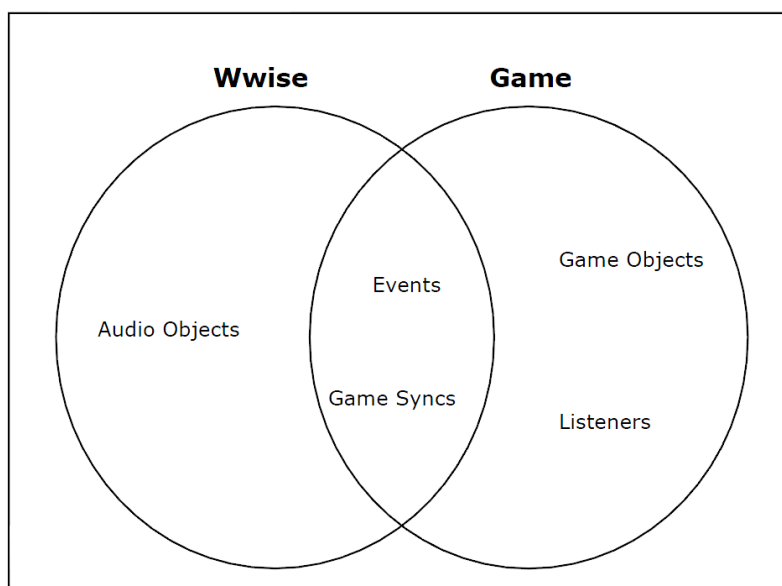 Wwise
Game
Game Objects
Events
Audio Objects
Game Syncs
Listeners